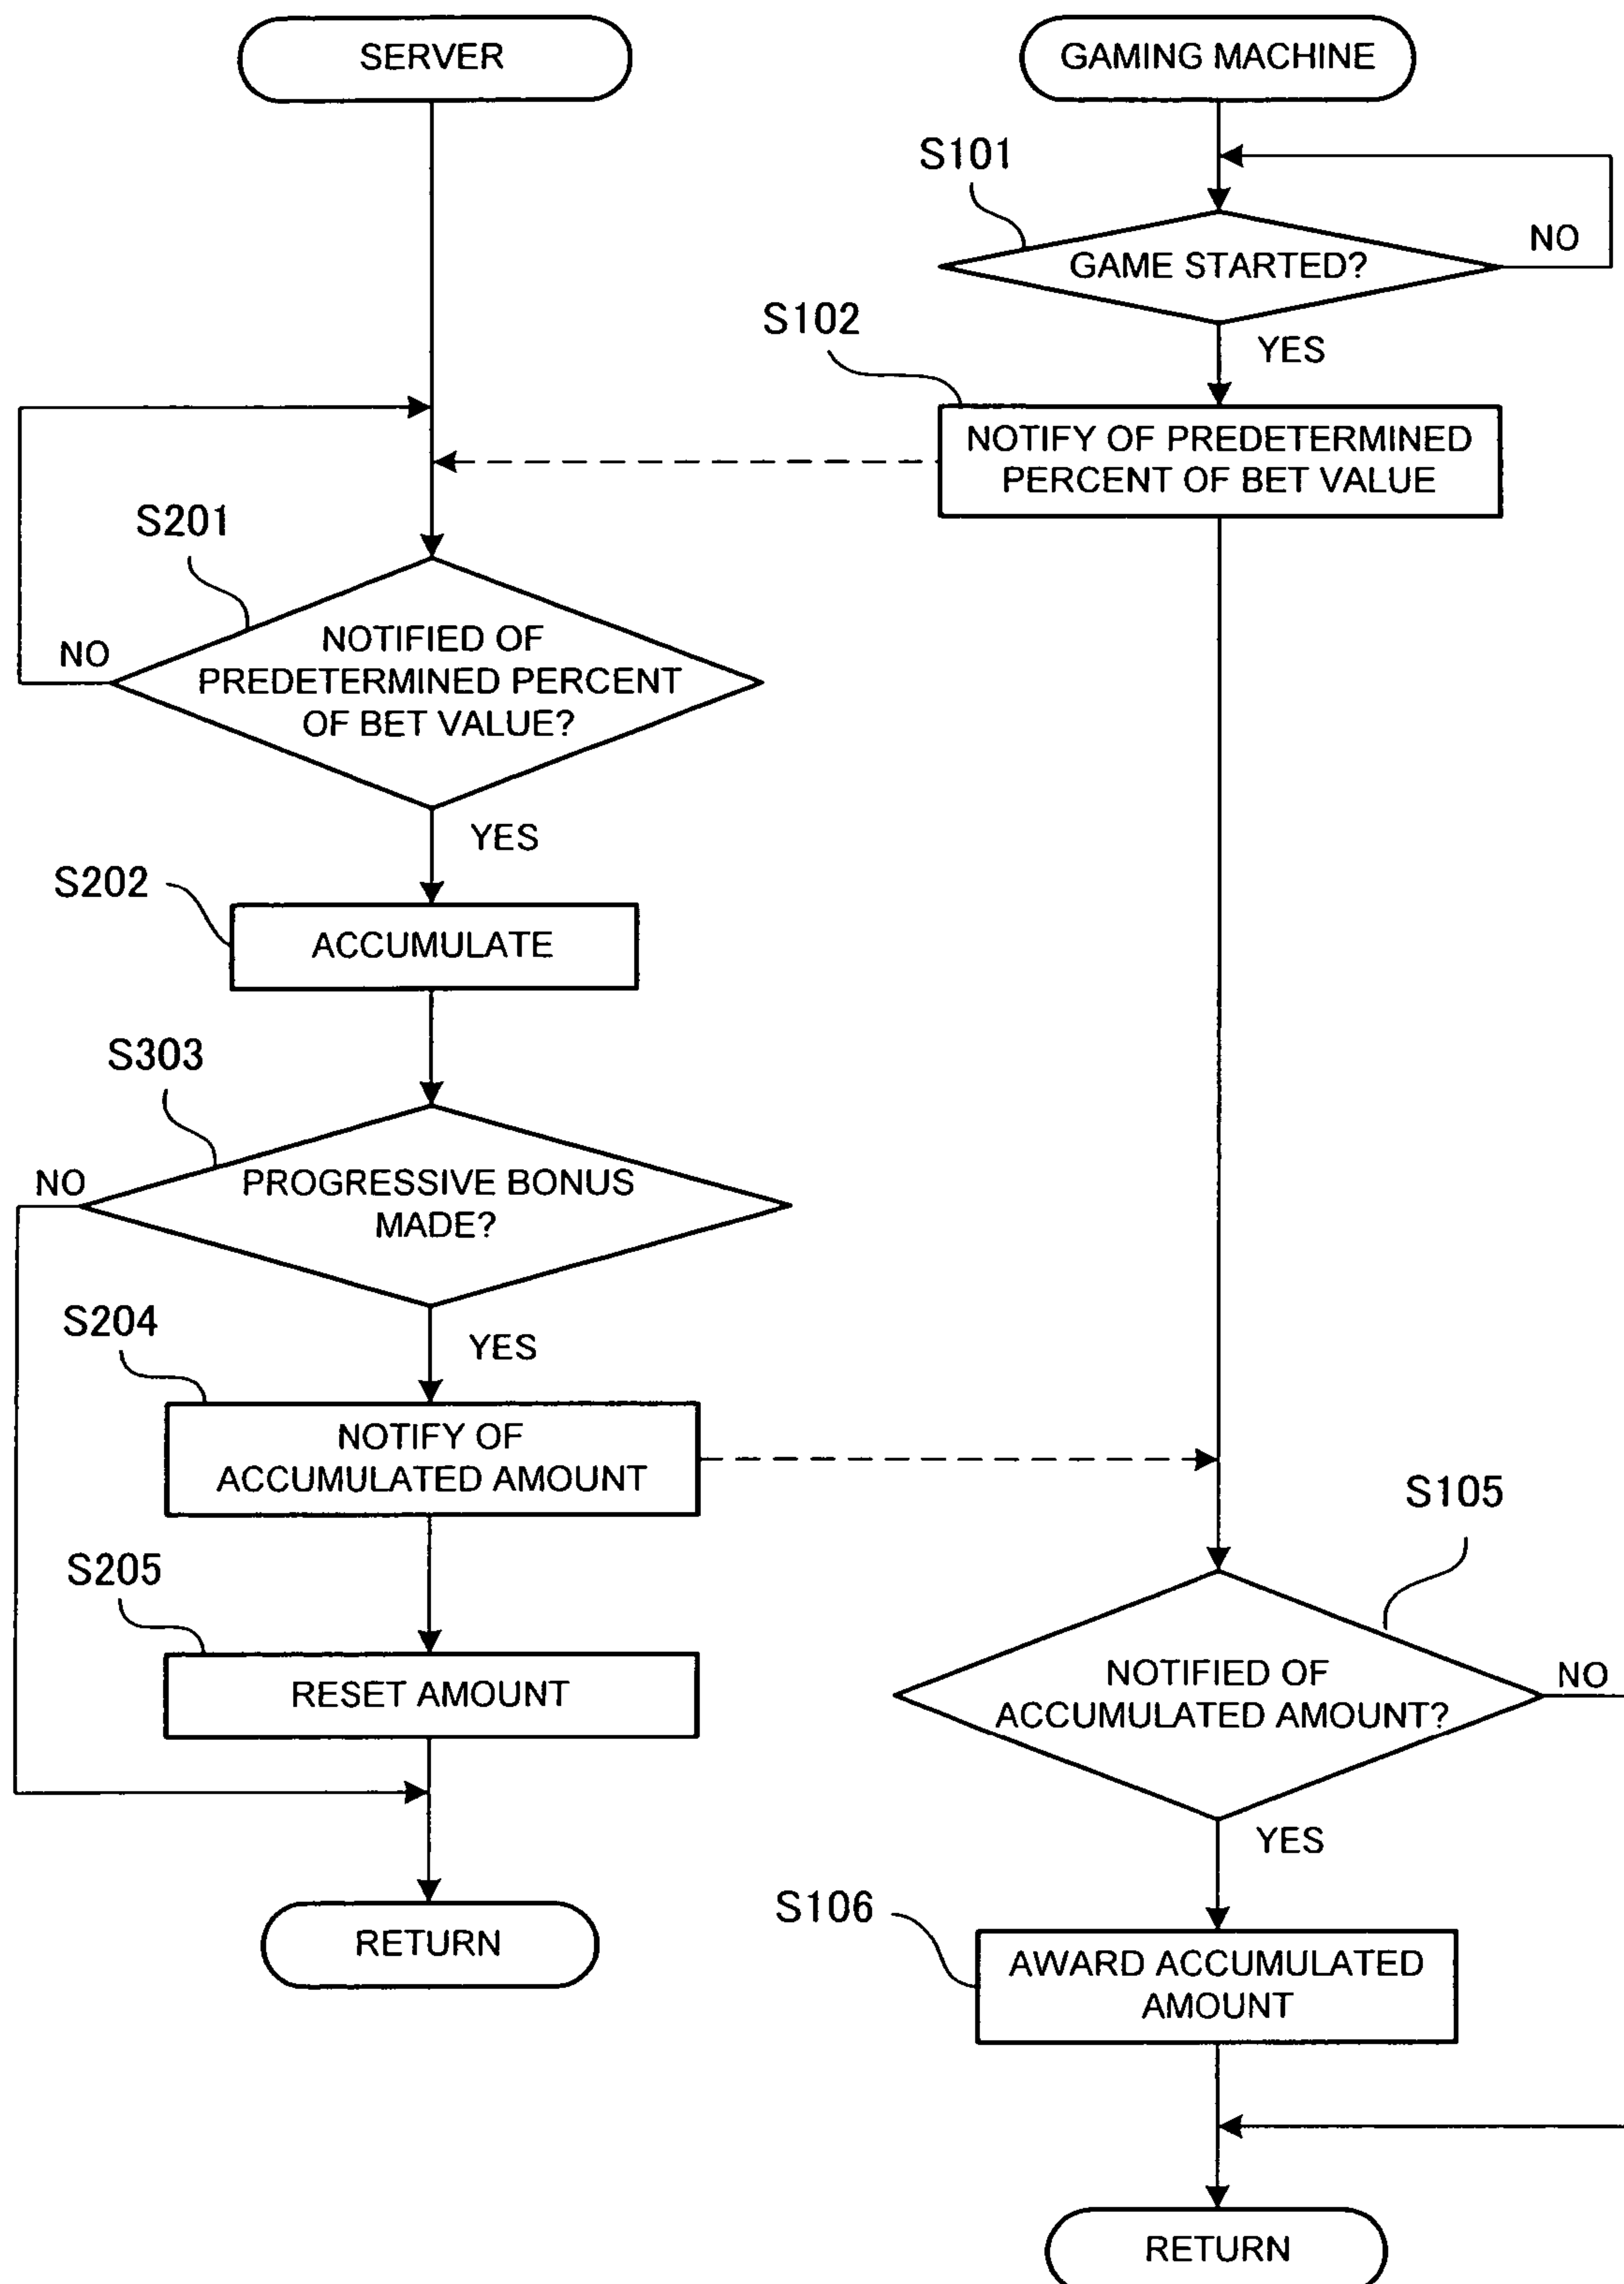 SERVER
GAMING MACHINE
S101
GAME STARTED?
NO
YES
S102
NOTIFY OF PREDETERMINED
PERCENT OF BET VALUE
S201
NOTIFIED OF
PREDETERMINED PERCENT
OF BET VALUE?
NO
YES
S202
ACCUMULATE
S303
PROGRESSIVE BONUS
MADE?
NO
YES
S204
NOTIFY OF
ACCUMULATED AMOUNT
S205
RESET AMOUNT
RETURN
S105
NOTIFIED OF
ACCUMULATED AMOUNT?
NO
YES
S106
AWARD ACCUMULATED
AMOUNT
RETURN